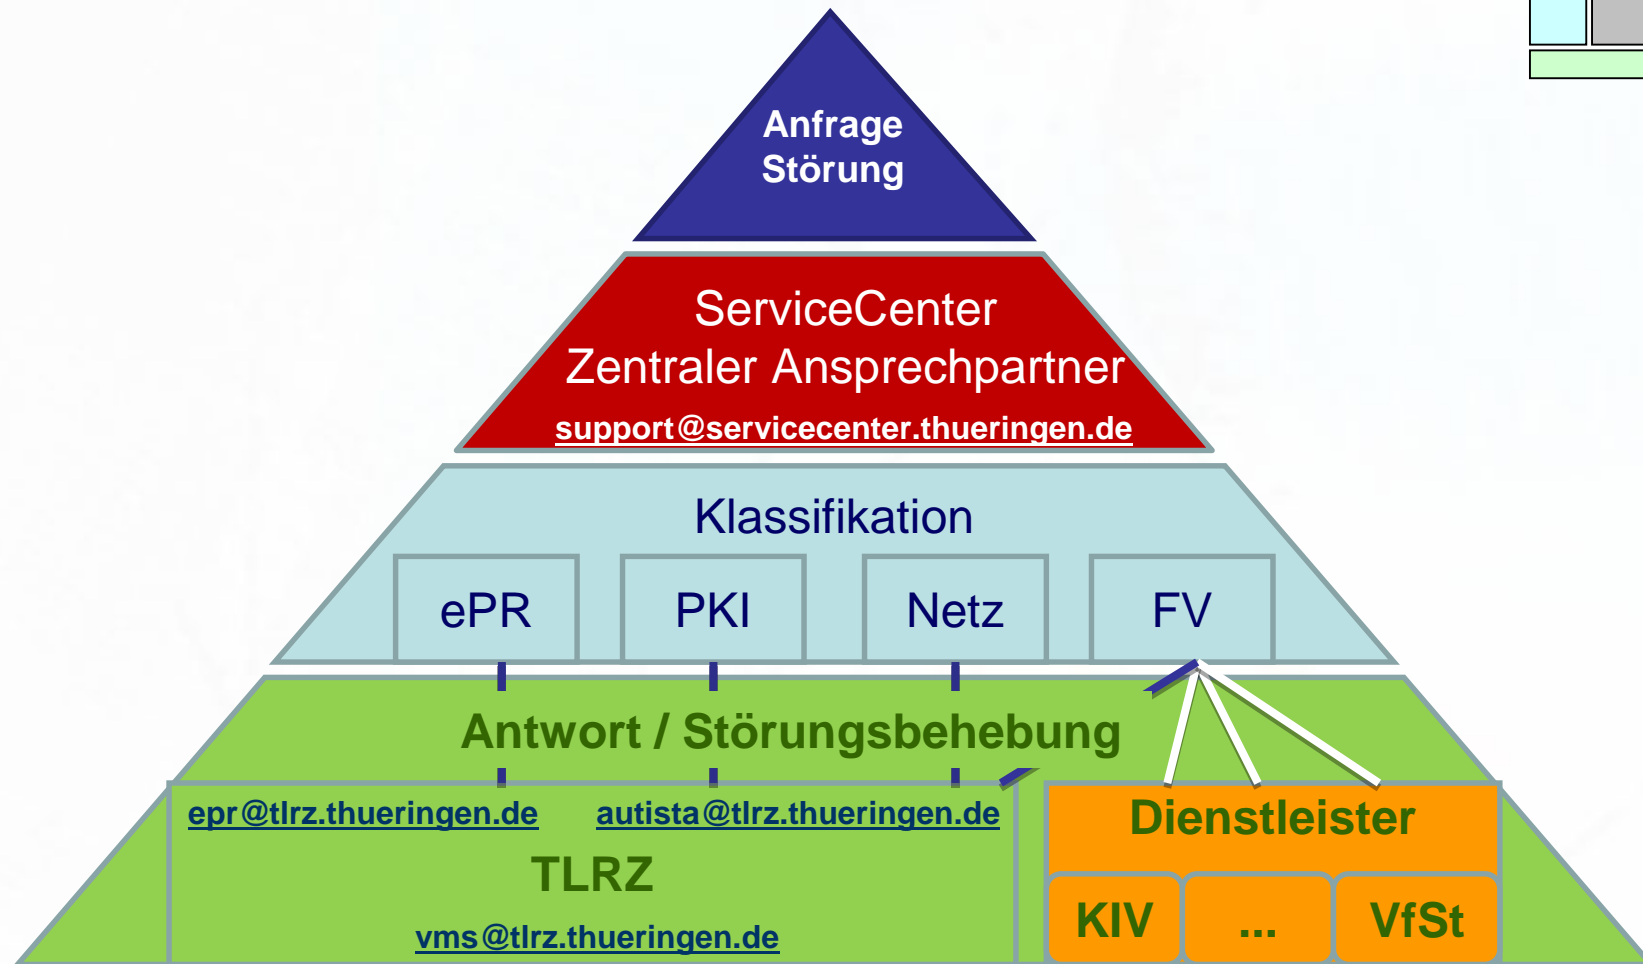 Anfrage
Störung
ServiceCenter
Zentraler Ansprechpartner
support@servicecenter.thueringen.de
Klassifikation
ePR PKI Netz FV
Antwort / Störungsbehebung
epr@tlrz.thueringen.de autista@tlrz.thueringen.de
TLRZ
vms@tlrz.thueringen.de
Dienstleister
KIV ... VfSt